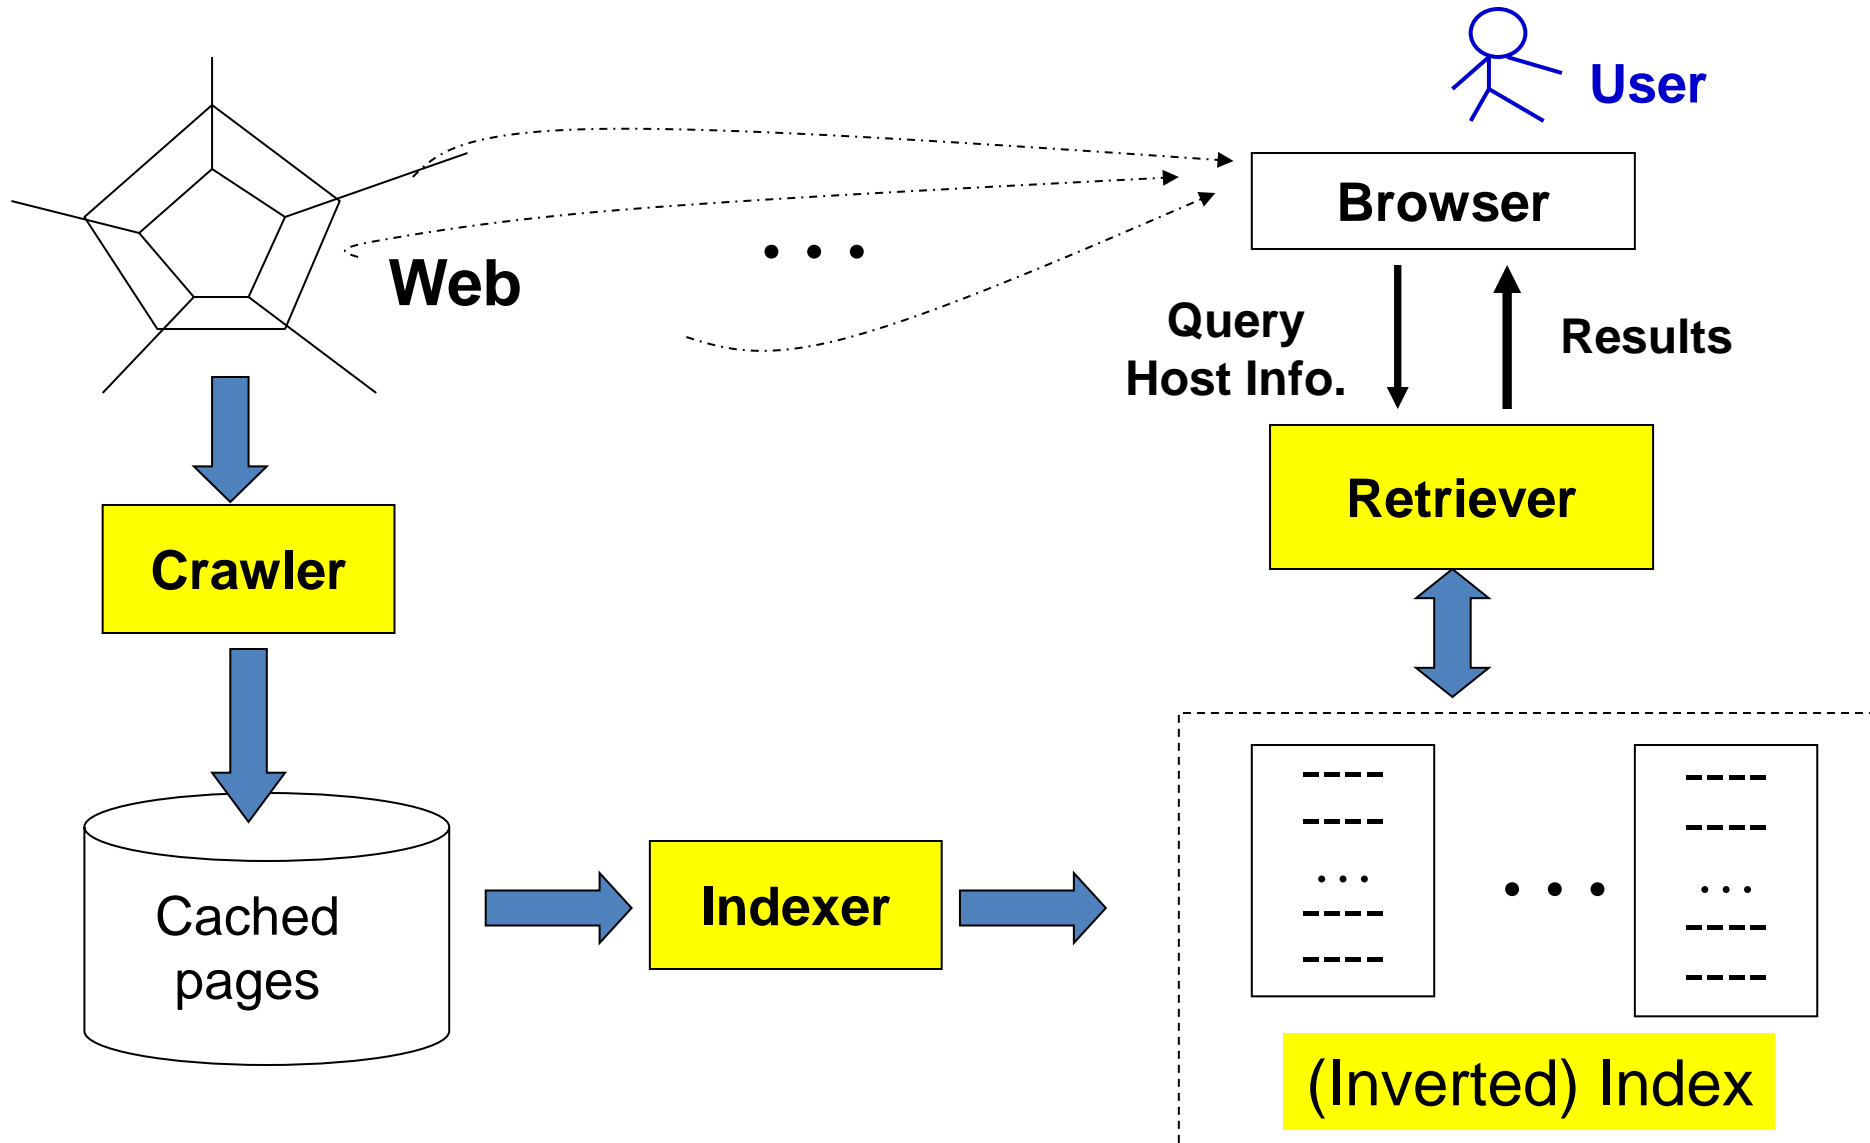 User
Browser
Web
. . .
Query
Host Info.
Results
Retriever
Crawler
----
----
. . .
----
----
. . .
----
----
. . .
----
----
Cached
pages
Indexer
(Inverted) Index